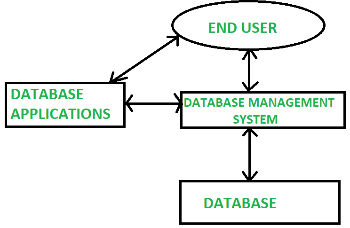 END USER
DATABASE
APPLICATIONS
DATABASE MANAGEMENT
SYSTEM
DATABASE